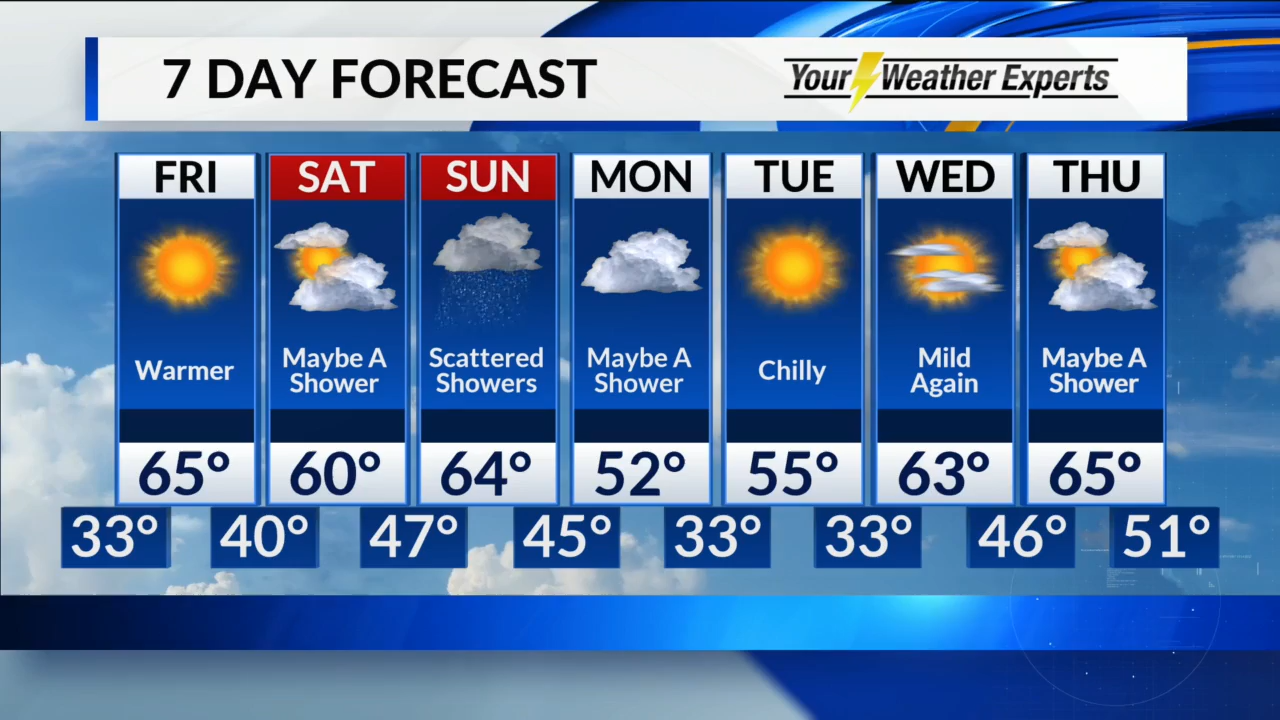 7 DAY FORECAST
Your Weather Experts
FRI SAT SUN MON TUE WED THU
Warmer
Maybe A
Shower
Scattered
Showers
Maybe A
Shower
Chilly
Mild
Again
Maybe A
Shower
65° 60° 64° 52° 55° 63° 65°
33° 40° 47° 45° 33° 33° 46° 51°